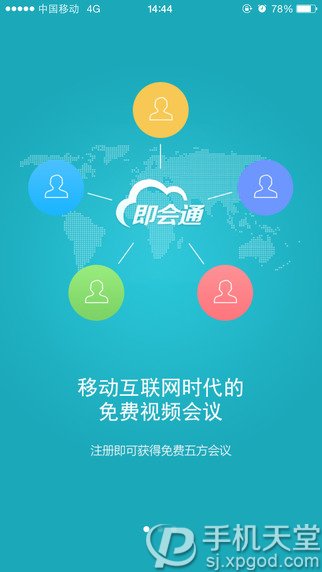 中国移动 4G 14:44 78%
即会通
移动互联网时代的
免费视频会议
注册即可获得免费五方会议
手机天堂
sj.xpgod.com